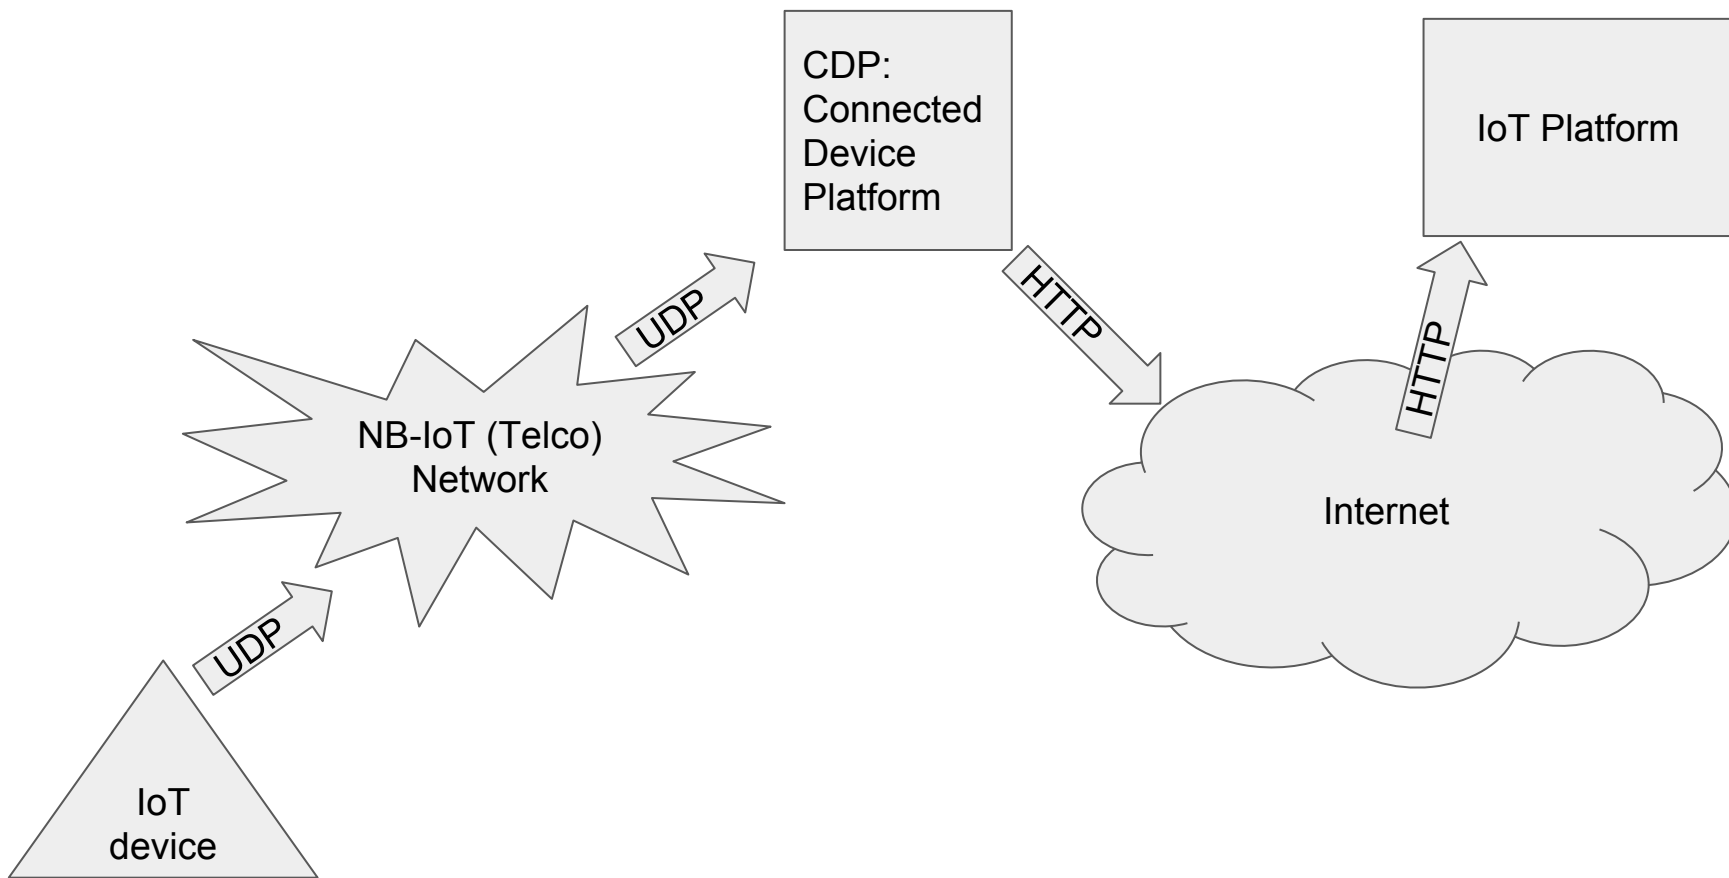 IoT
device
UDP
NB-IoT (Telco)
Network
UDP
CDP:
Connected
Device
Platform
HTTP
Internet
HTTP
IoT Platform